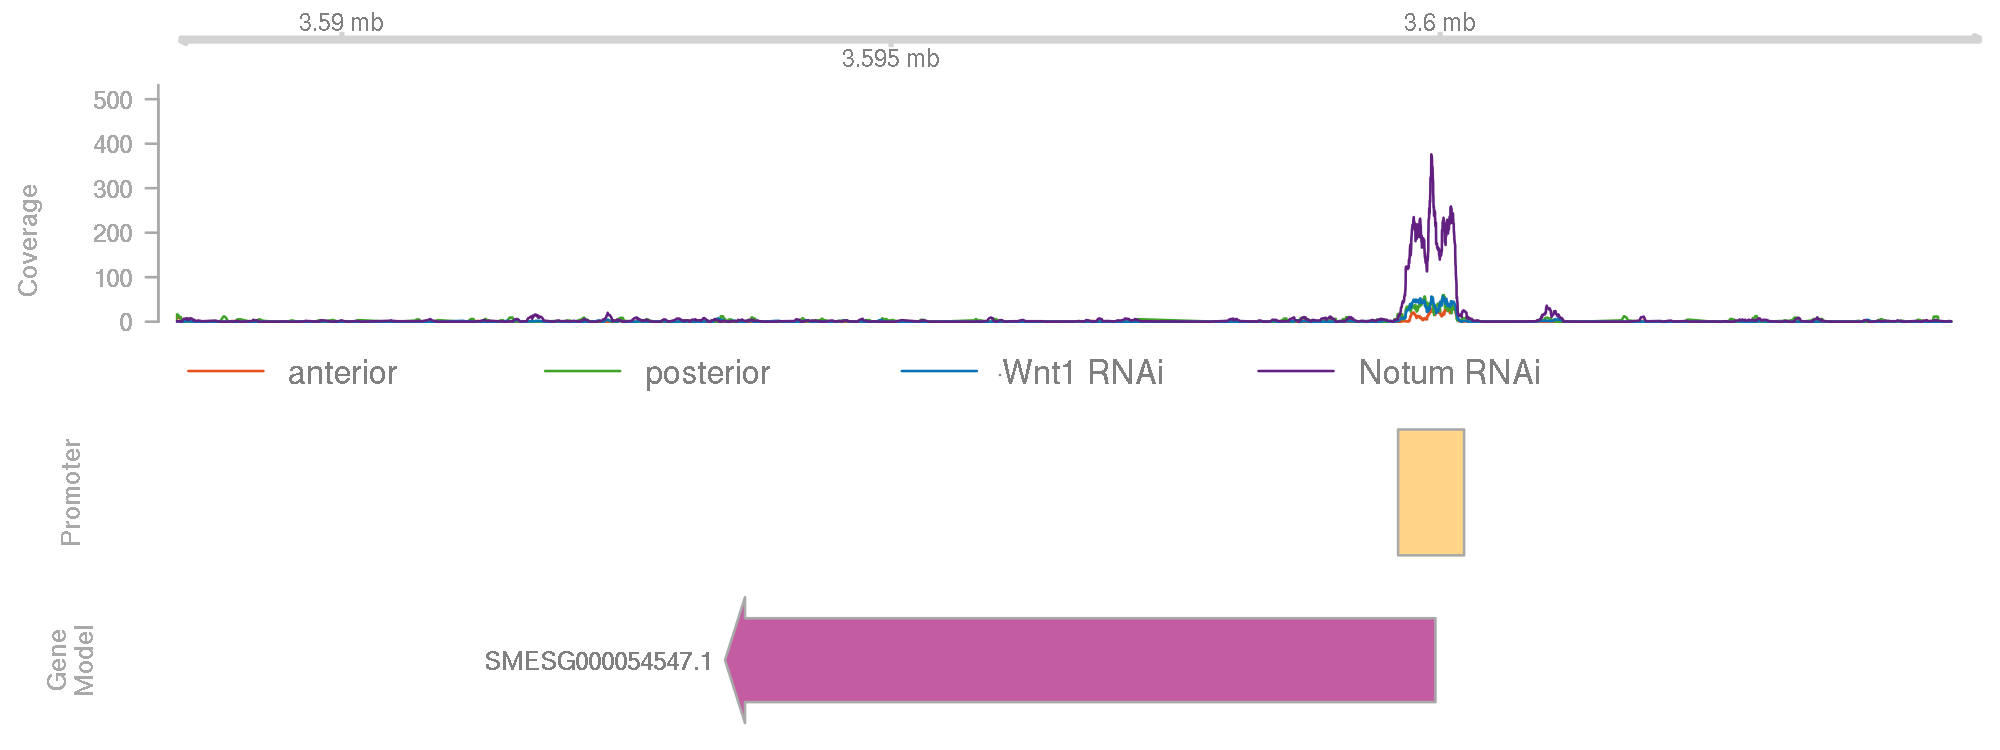 3.59 mb
3.6 mb
3.595 mb
500
400
300
200
100
0
Coverage
anterior posterior Wnt1 RNAi Notum RNAi
Promoter
SMESG000054547.1
Gene
Model